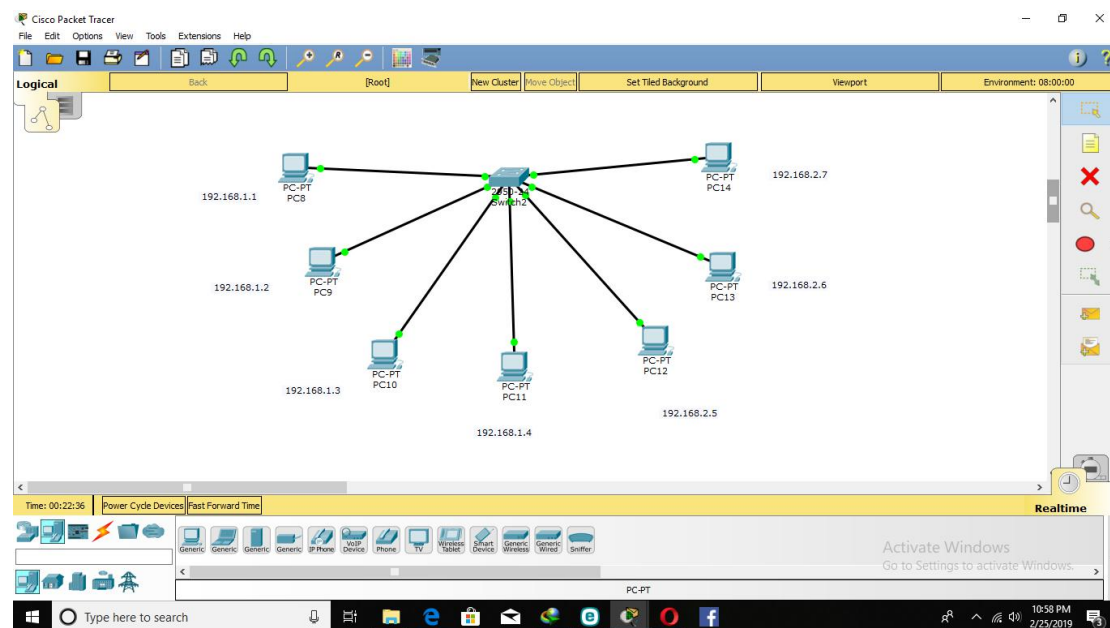 Cisco Packet Tracer
File Edit Options View Tools Extensions Help
Logical Back [Root] New Cluster Move Object Set Tiled Background Viewport Environment: 08:00:00
PC-PT
PC8
192.168.1.1
2950-24
Switch2
PC-PT
PC14
192.168.2.7
PC-PT
PC9
192.168.1.2
PC-PT
PC13
192.168.2.6
PC-PT
PC10
192.168.1.3
PC-PT
PC11
192.168.1.4
PC-PT
PC12
192.168.2.5
Time: 00:22:36 Power Cycle Devices Fast Forward Time Realtime
Generic Generic Generic Generic IP Phone VoIP Device Phone TV Wireless Tablet Smart Device Generic Wireless Generic Wired Sniffer
Activate Windows
Go to Settings to activate Windows.
PC-PT
Type here to search
10:58 PM
2/25/2019